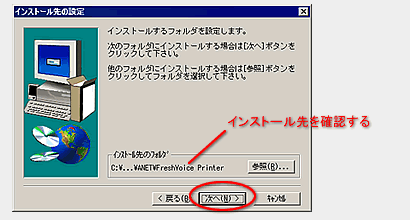 インストール先の設定
インストールするフォルダを設定します。
次のフォルダにインストールする場合は[次へ]ボタンを
クリックして下さい。
他のフォルダにインストールする場合は[参照]ボタンを
クリックしてフォルダを選択して下さい。
インストール先を確認する
インストール先のフォルダ
C:¥...¥ANET¥FreshVoice Printer
参照(R)...
< 戻る(B)
次へ(N) >
キャンセル